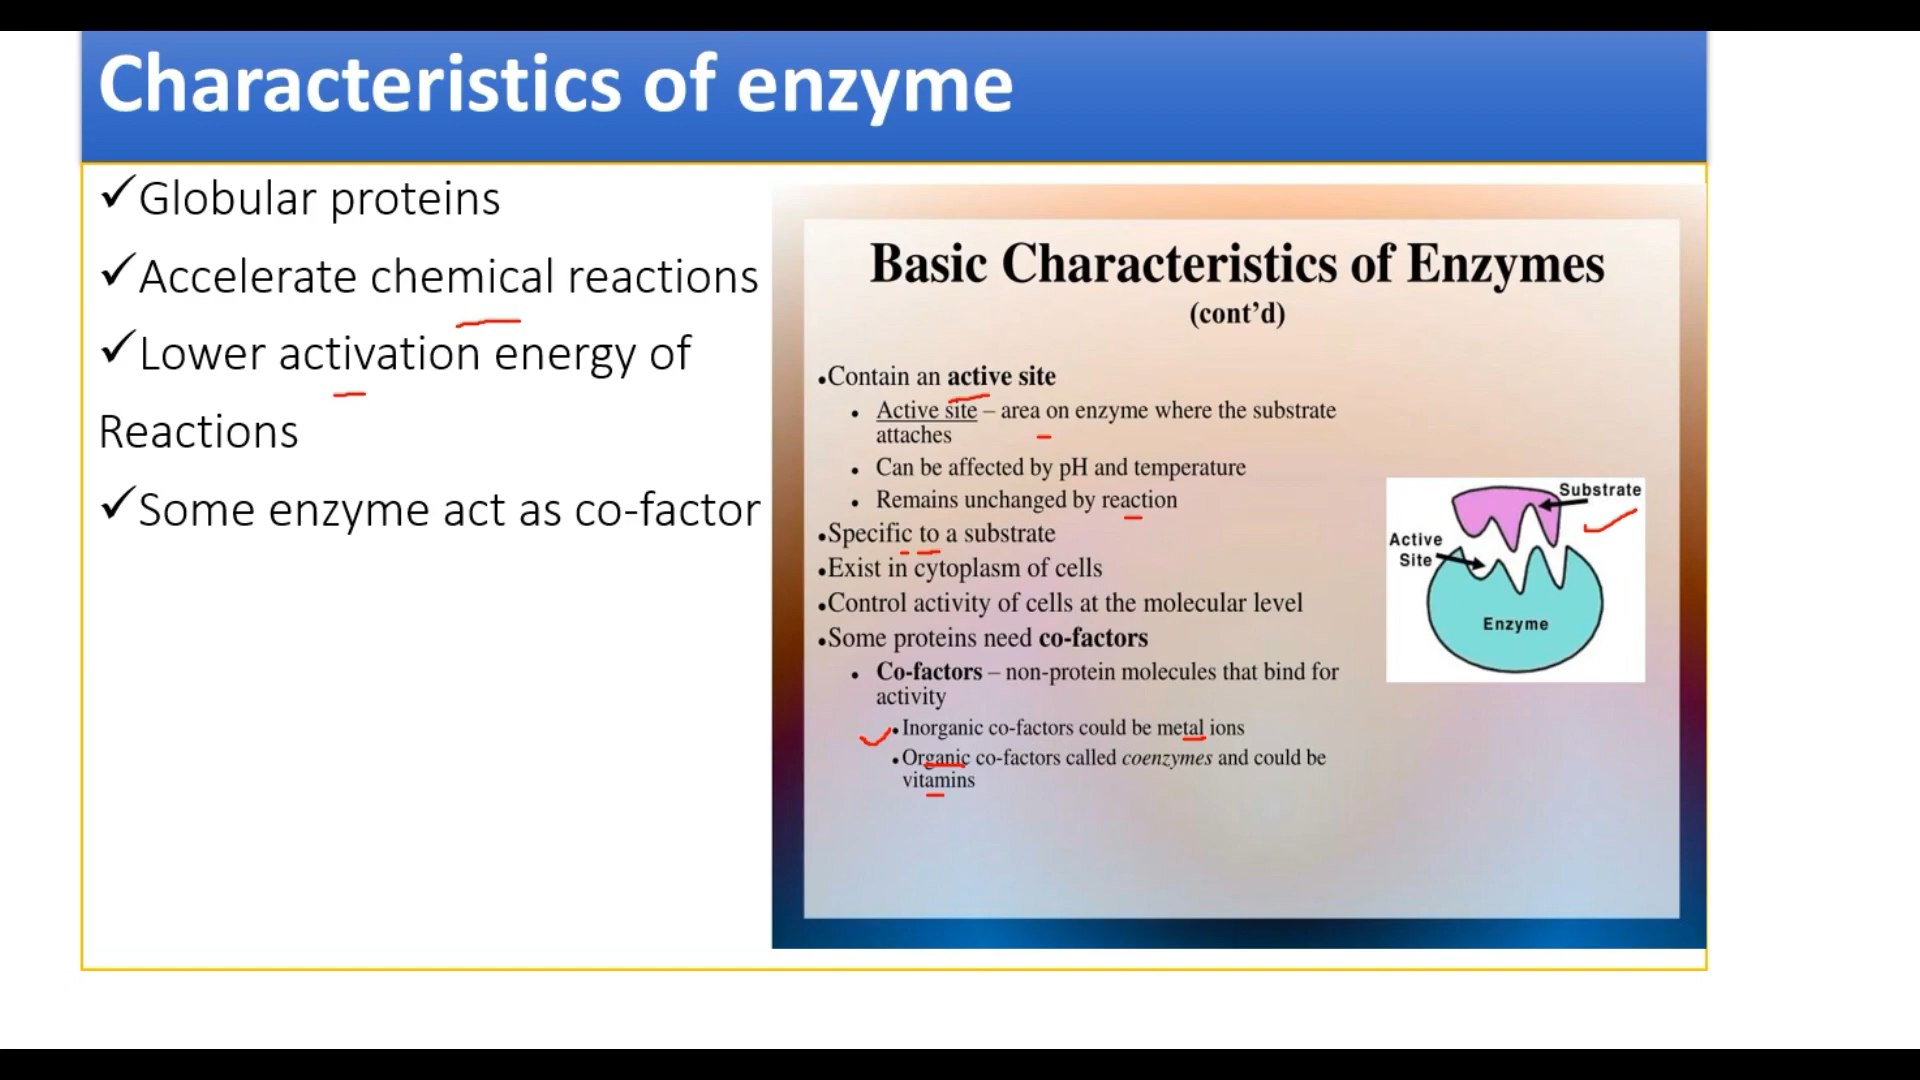 Characteristics of enzyme
✓Globular proteins
✓Accelerate chemical reactions
✓Lower activation energy of
Reactions
✓Some enzyme act as co-factor
Basic Characteristics of Enzymes
(cont’d)
•Contain an active site
• Active site – area on enzyme where the substrate
attaches
• Can be affected by pH and temperature
• Remains unchanged by reaction
•Specific to a substrate
•Exist in cytoplasm of cells
•Control activity of cells at the molecular level
•Some proteins need co-factors
• Co-factors – non-protein molecules that bind for
activity
•Inorganic co-factors could be metal ions
•Organic co-factors called coenzymes and could be
vitamins
Substrate
Active
Site
Enzyme